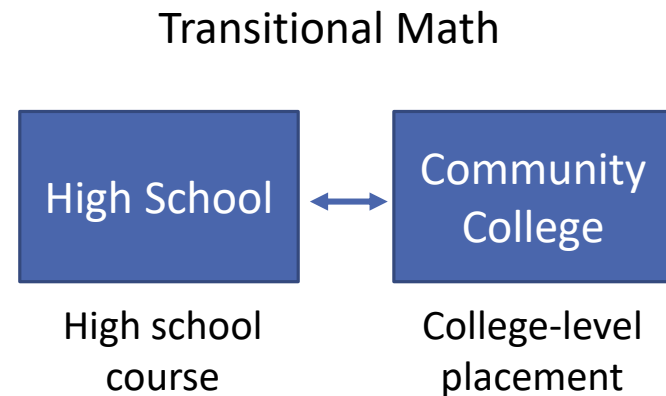 Transitional Math
High School
Community
College
High school
course
College-level
placement